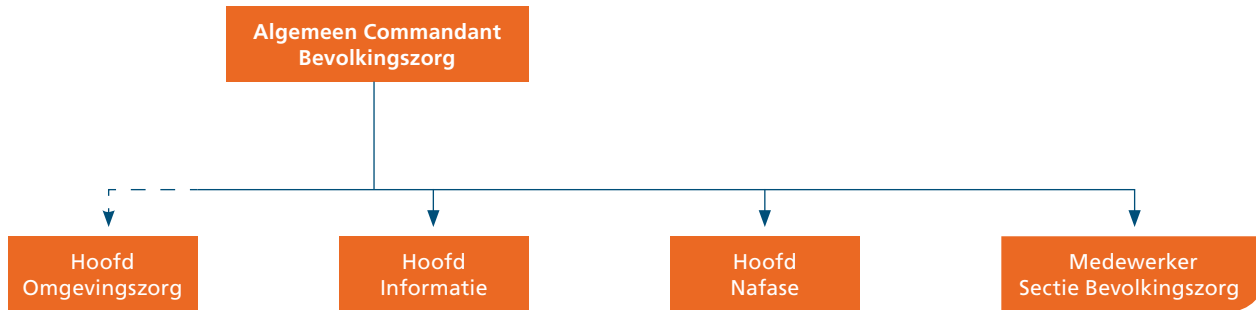 Algemeen Commandant
Bevolkingszorg
Hoofd
Omgevingszorg
Hoofd
Informatie
Hoofd
Nafase
Medewerker
Sectie Bevolkingszorg